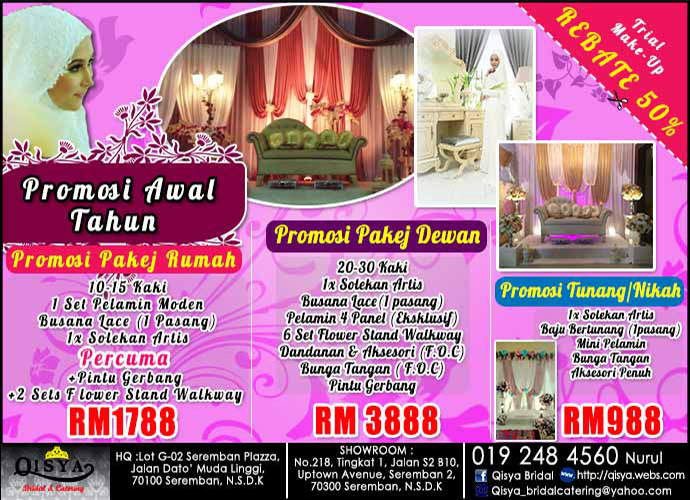 Trial
Make-Up
REBATE 50%
Promosi Awal
Tahun
Promosi Pakej Rumah
10-15 Kaki
1 Set Pelamin Moden
Busana Lace (1 Pasang)
1x Solekan Artis
Percuma
+Pintu Gerbang
+2 Sets Flower Stand Walkway
RM1788
Promosi Pakej Dewan
20-30 Kaki
1x Solekan Artis
Busana Lace(1 pasang)
Pelamin 4 Panel (Eksklusif)
6 Set Flower Stand Walkway
Dandanan & Aksesori (F.O.C)
Bunga Tangan ( F.O.C)
Pintu Gerbang
RM 3888
Promosi Tunang/Nikah
1x Solekan Artis
Baju Bertunang (1pasang)
Mini Pelamin
Bunga Tangan
Aksesori Penuh
RM988
QISYA
Bridal & Catering
HQ :Lot G-02 Seremban Plazza,
Jalan Dato' Muda Linggi,
70100 Seremban, N.S.D.K
SHOWROOM :
No.218, Tingkat 1, Jalan S2 B10,
Uptown Avenue, Seremban 2,
70300 Seremban, N.S.D.K
019 248 4560 Nurul
Qisya Bridal http://qisya.webs.com
Qisya_bridalcatering@yahoo.com